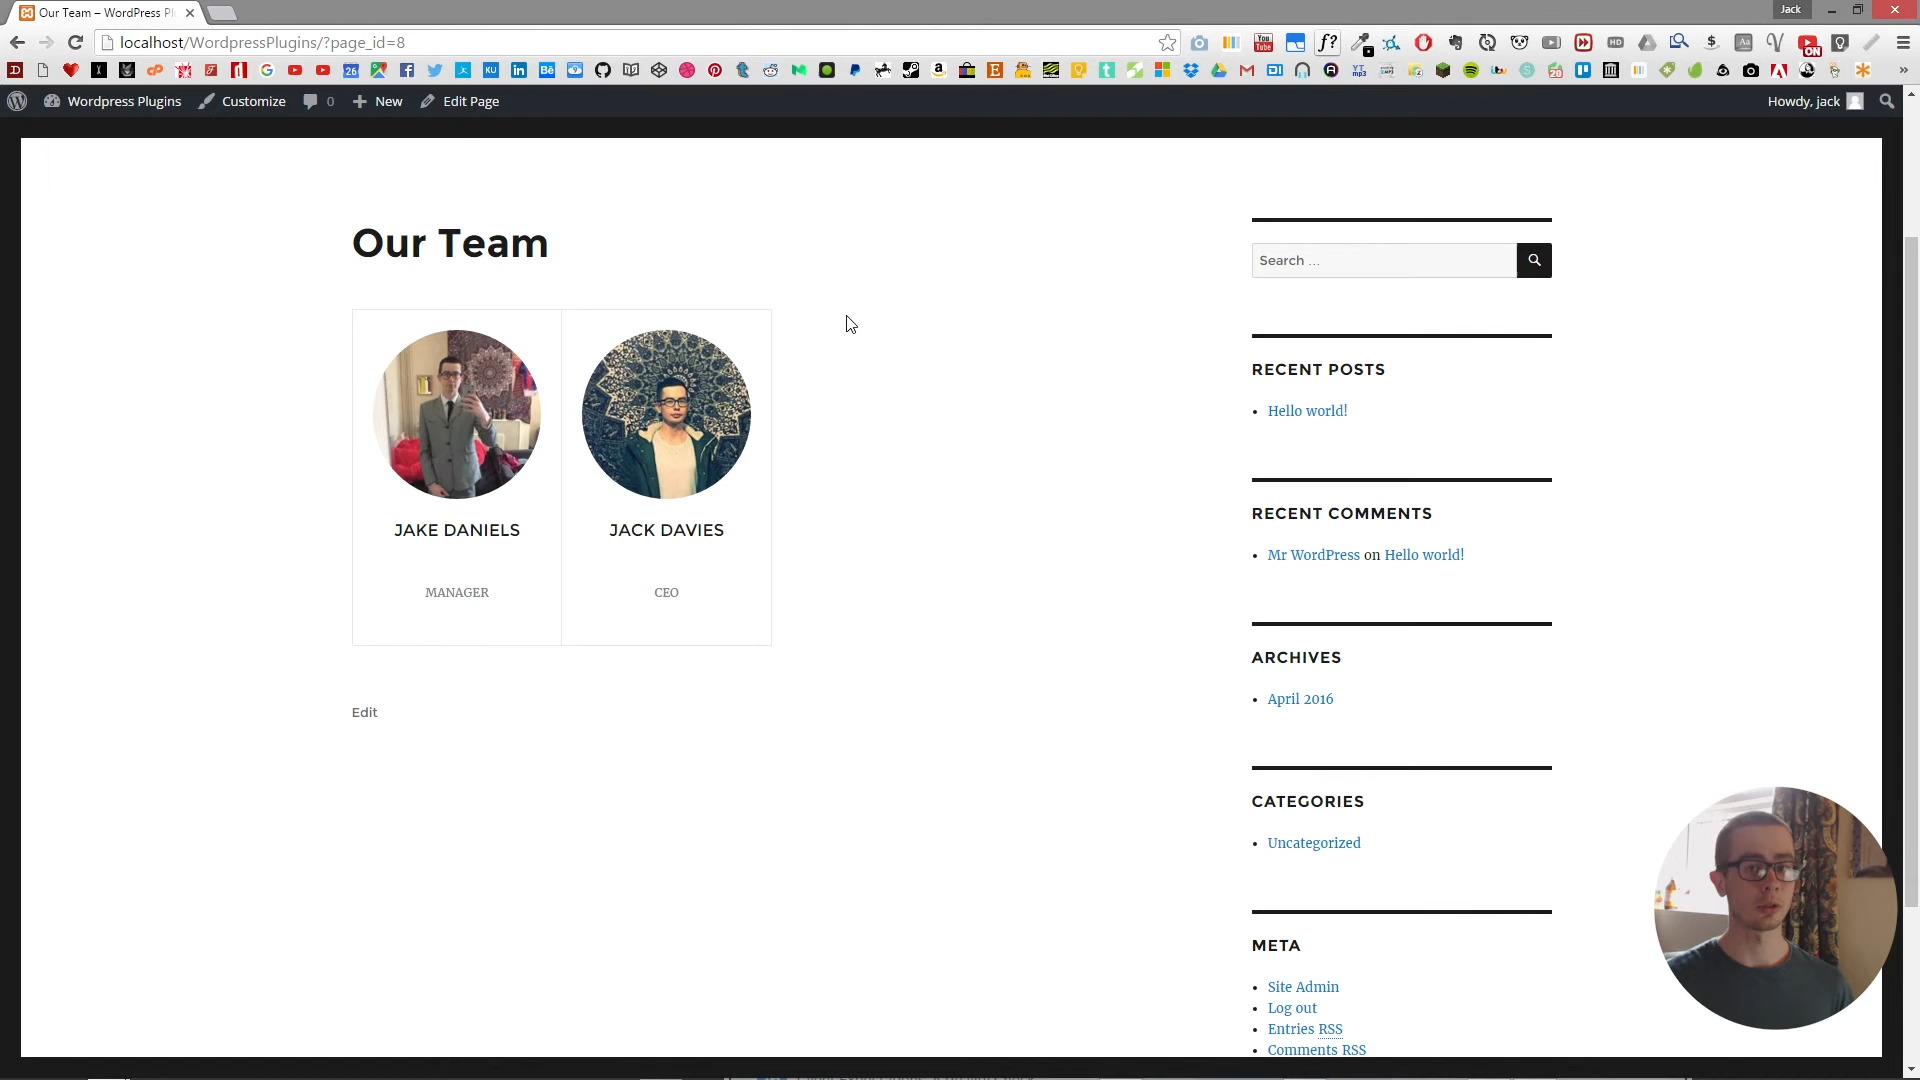 Our Team – WordPress Pl
Jack
localhost/WordpressPlugins/?page_id=8
Wordpress Plugins
Customize
0
New
Edit Page
Howdy, jack
Our Team
Search ...
JAKE DANIELS
JACK DAVIES
MANAGER
CEO
Edit
RECENT POSTS
Hello world!
RECENT COMMENTS
Mr WordPress on Hello world!
ARCHIVES
April 2016
CATEGORIES
Uncategorized
META
Site Admin
Log out
Entries RSS
Comments RSS